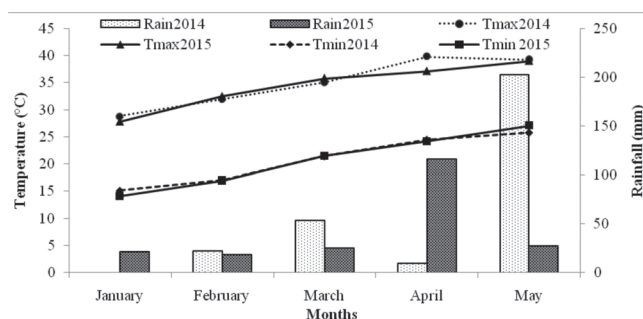 Rain2014 Rain2015 Tmax2014
Tmax2015 Tmin2014 Tmin 2015
Temperature (°C)
45
40
35
30
25
20
15
10
5
0
250
200
150
100
50
0
Rainfall (mm)
January February March April May
Months